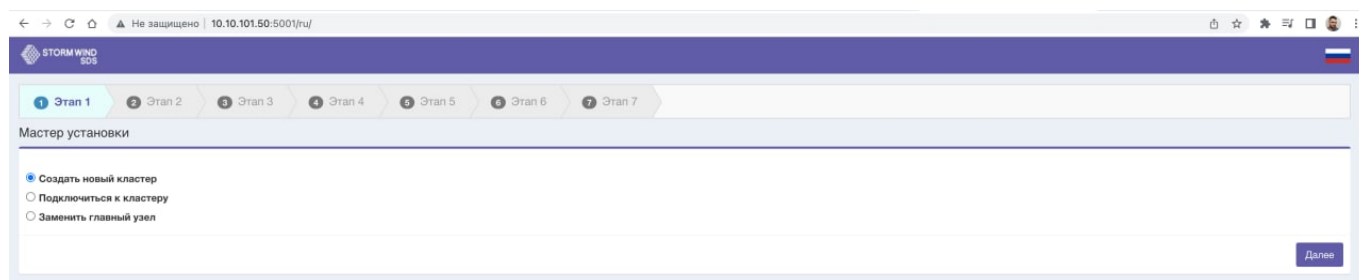 Не защищено 10.10.101.50:5001/ru/
STORM WIND
SDS
1 Этап 1 2 Этап 2 3 Этап 3 4 Этап 4 5 Этап 5 6 Этап 6 7 Этап 7
Мастер установки
Создать новый кластер
Подключиться к кластеру
Заменить главный узел
Далее